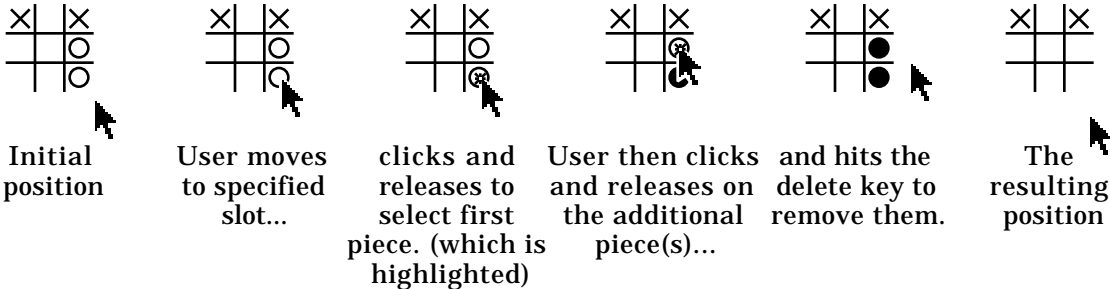 Initial
position
User moves
to specified
slot...
clicks and
releases to
select first
piece. (which is
highlighted)
User then clicks
and releases on
the additional
piece(s)...
and hits the
delete key to
remove them.
The
resulting
position